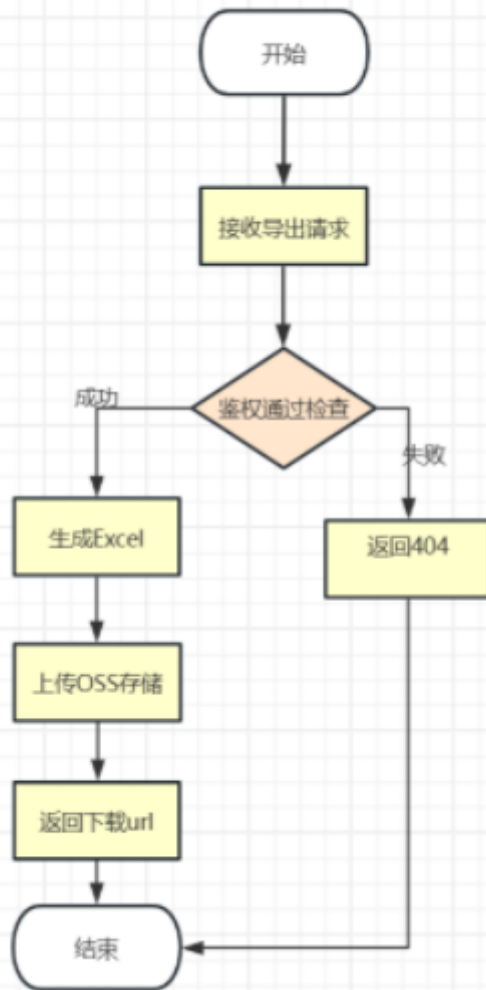 开始
接收导出请求
鉴权通过检查
成功
失败
生成Excel
返回404
上传OSS存储
返回下载url
结束